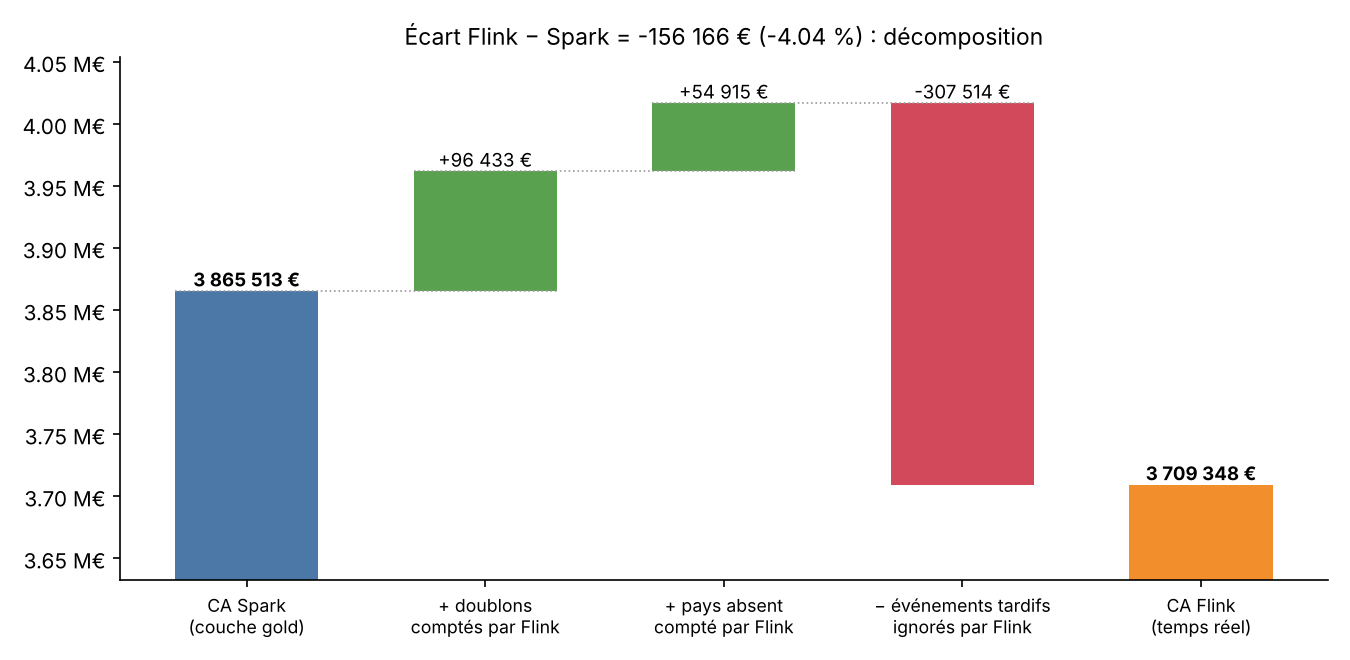 Écart Flink − Spark = -156 166 € (-4.04 %) : décomposition
4.05 M€
4.00 M€
3.95 M€
3.90 M€
3.85 M€
3.80 M€
3.75 M€
3.70 M€
3.65 M€
3 865 513 €
+96 433 €
+54 915 €
-307 514 €
3 709 348 €
CA Spark
(couche gold)
+ doublons
comptés par Flink
+ pays absent
compté par Flink
− événements tardifs
ignorés par Flink
CA Flink
(temps réel)